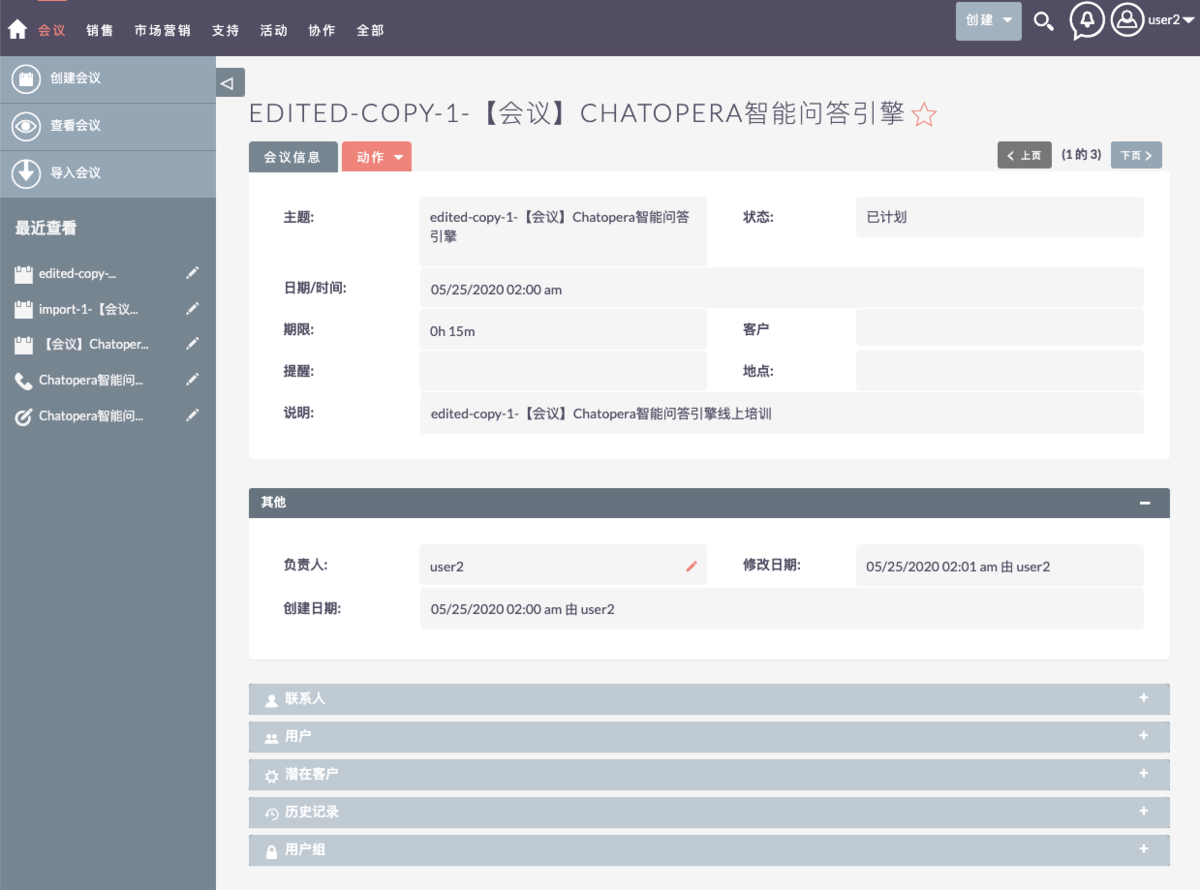 会议 销售 市场营销 支持 活动 协作 全部 创建 user2
创建会议
查看会议
导入会议
最近查看
edited-copy-...
import-1-【会议...
【会议】Chatoper...
Chatopera智能问...
Chatopera智能问...
EDITED-COPY-1-【会议】CHATOPERA智能问答引擎
会议信息 动作 上页 (1 的 3) 下页
主题: edited-copy-1-【会议】Chatopera智能问答
引擎
状态: 已计划
日期/时间: 05/25/2020 02:00 am
期限: 0h 15m 客户
提醒: 地点:
说明: edited-copy-1-【会议】Chatopera智能问答引擎线上培训
其他
负责人: user2 修改日期: 05/25/2020 02:01 am 由 user2
创建日期: 05/25/2020 02:00 am 由 user2
联系人
用户
潜在客户
历史记录
用户组